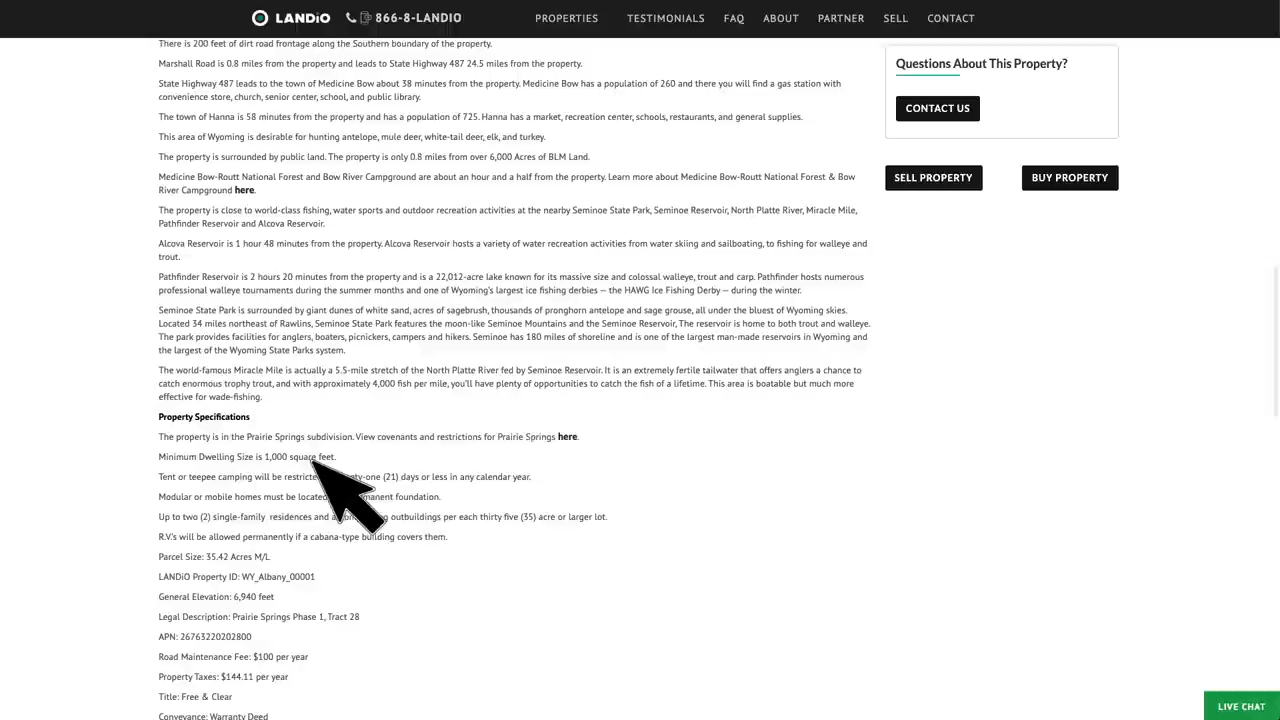 LANDiO 866-8-LANDIO PROPERTIES TESTIMONIALS FAQ ABOUT PARTNER SELL CONTACT
There is 200 feet of dirt road frontage along the Southern boundary of the property.
Marshall Road is 0.8 miles from the property and leads to State Highway 487 24.5 miles from the property.
State Highway 487 leads to the town of Medicine Bow about 38 minutes from the property. Medicine Bow has a population of 260 and there you will find a gas station with
convenience store, church, senior center, school, and public library.
The town of Hanna is 58 minutes from the property and has a population of 725. Hanna has a market, recreation center, schools, restaurants, and general supplies.
This area of Wyoming is desirable for hunting antelope, mule deer, white-tail deer, elk, and turkey.
The property is surrounded by public land. The property is only 0.8 miles from over 6,000 Acres of BLM Land.
Medicine Bow-Routt National Forest and Bow River Campground are about an hour and a half from the property. Learn more about Medicine Bow-Routt National Forest & Bow
River Campground here.
The property is close to world-class fishing, water sports and outdoor recreation activities at the nearby Seminoe State Park, Seminoe Reservoir, North Platte River, Miracle Mile,
Pathfinder Reservoir and Alcova Reservoir.
Alcova Reservoir is 1 hour 48 minutes from the property. Alcova Reservoir hosts a variety of water recreation activities from water skiing and sailboating, to fishing for walleye and
trout.
Pathfinder Reservoir is 2 hours 20 minutes from the property and is a 22,012-acre lake known for its massive size and colossal walleye, trout and carp. Pathfinder hosts numerous
professional walleye tournaments during the summer months and one of Wyoming's largest ice fishing derbies — the HAWG Ice Fishing Derby — during the winter.
Seminoe State Park is surrounded by giant dunes of white sand, acres of sagebrush, thousands of pronghorn antelope and sage grouse, all under the bluest of Wyoming skies.
Located 34 miles northeast of Rawlins, Seminoe State Park features the moon-like Seminoe Mountains and the Seminoe Reservoir, The reservoir is home to both trout and walleye.
The park provides facilities for anglers, boaters, picnickers, campers and hikers. Seminoe has 180 miles of shoreline and is one of the largest man-made reservoirs in Wyoming and
the largest of the Wyoming State Parks system.
The world-famous Miracle Mile is actually a 5.5-mile stretch of the North Platte River fed by Seminoe Reservoir. It is an extremely fertile tailwater that offers anglers a chance to
catch enormous trophy trout, and with approximately 4,000 fish per mile, you'll have plenty of opportunities to catch the fish of a lifetime. This area is boatable but much more
effective for wade-fishing.
Property Specifications
The property is in the Prairie Springs subdivision. View covenants and restrictions for Prairie Springs here.
Minimum Dwelling Size is 1,000 square feet.
Tent or teepee camping will be (21) days or less in any calendar year.
Modular or mobile homes must be foundation.
Up to two (2) single-family residences and outbuildings per each thirty five (35) acre or larger lot.
R.V.'s will be allowed permanently if a cabana-type building covers them.
Parcel Size: 35.42 Acres M/L
LANDiO Property ID: WY_Albany_00001
General Elevation: 6,940 feet
Legal Description: Prairie Springs Phase 1, Tract 28
APN: 26763220202800
Road Maintenance Fee: $100 per year
Property Taxes: $144.11 per year
Title: Free & Clear
Conveyance: Warranty Deed
Questions About This Property?
CONTACT US
SELL PROPERTY BUY PROPERTY
LIVE CHAT